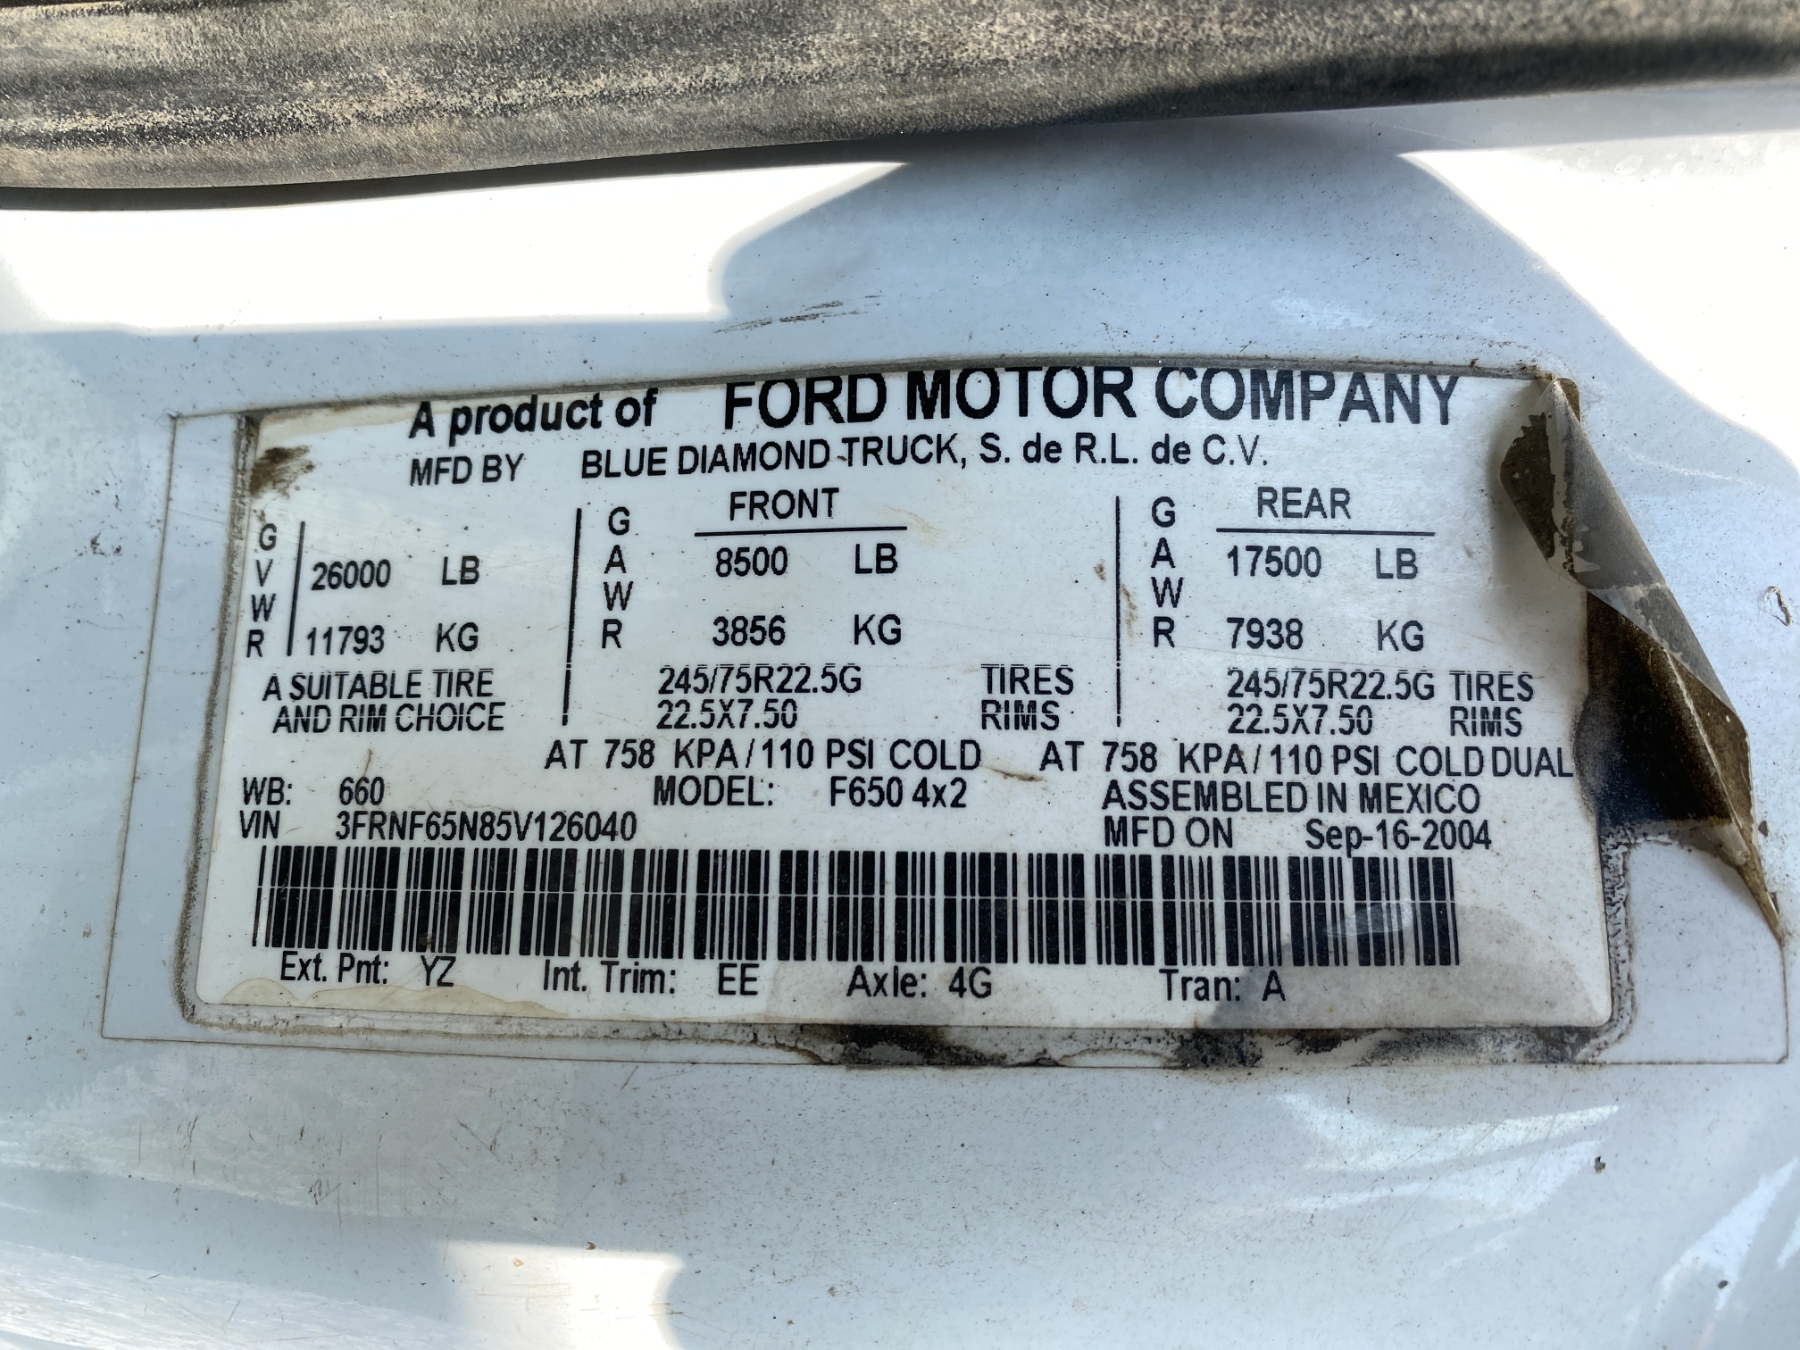 A product of FORD MOTOR COMPANY
MFD BY BLUE DIAMOND TRUCK, S. de R.L. de C.V.
GVWR 26000 LB GAWR FRONT 8500 LB GAWR REAR 17500 LB
11793 KG 3856 KG 7938 KG
A SUITABLE TIRE 245/75R22.5G TIRES 245/75R22.5G TIRES
AND RIM CHOICE 22.5X7.50 RIMS 22.5X7.50 RIMS
AT 758 KPA/110 PSI COLD AT 758 KPA/110 PSI COLD DUAL
WB: 660 MODEL: F650 4x2 ASSEMBLED IN MEXICO
VIN 3FRNF65N85V126040 MFD ON Sep-16-2004
Ext. Pnt: YZ Int. Trim: EE Axle: 4G Tran: A